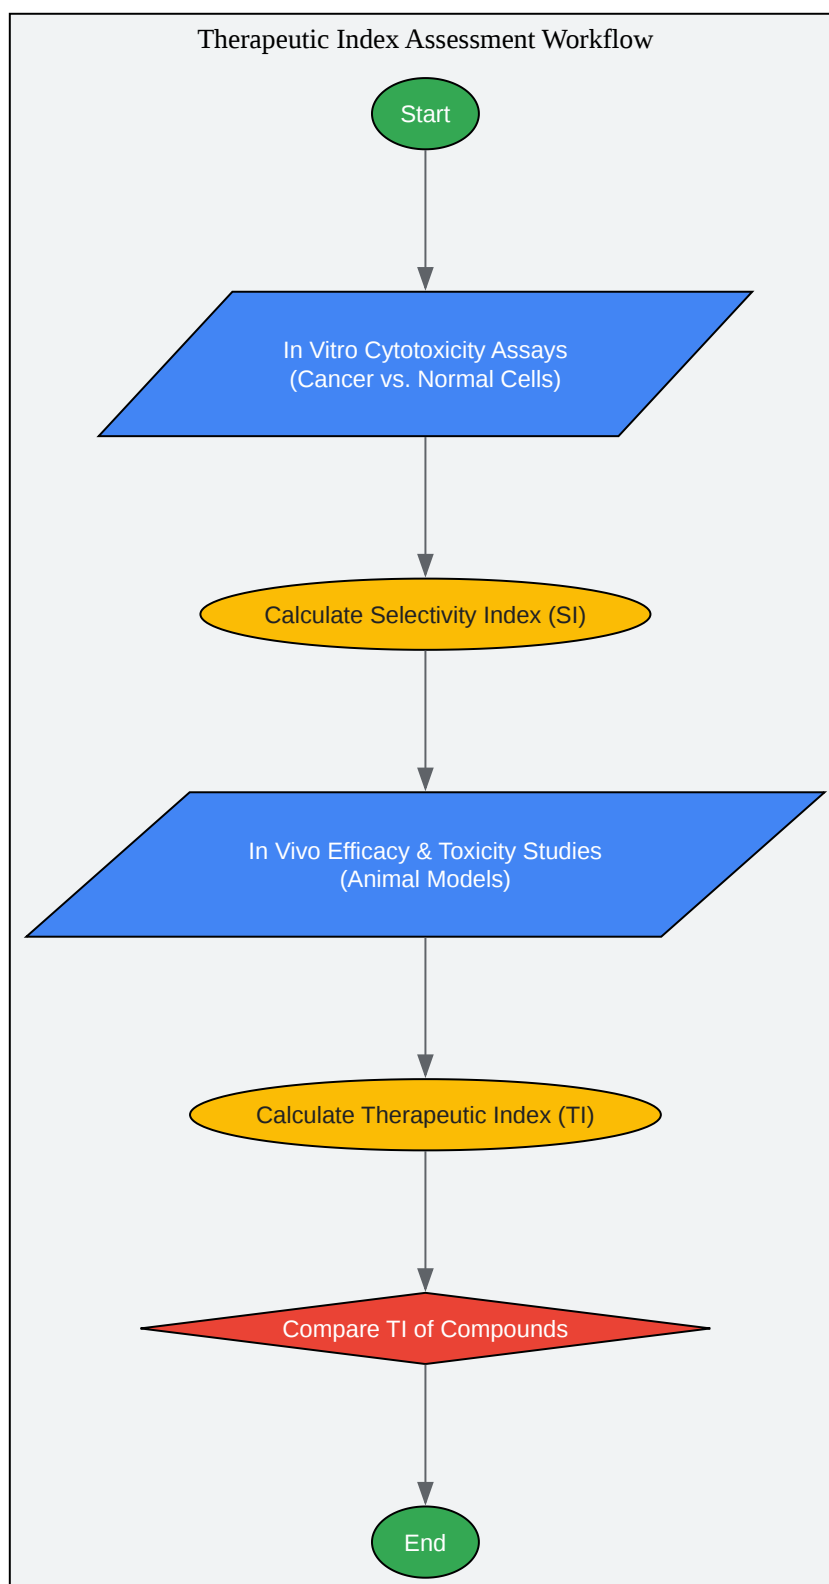 Therapeutic Index Assessment Workflow
Start
In Vitro Cytotoxicity Assays
(Cancer vs. Normal Cells)
Calculate Selectivity Index (SI)
In Vivo Efficacy & Toxicity Studies
(Animal Models)
Calculate Therapeutic Index (TI)
Compare TI of Compounds
End